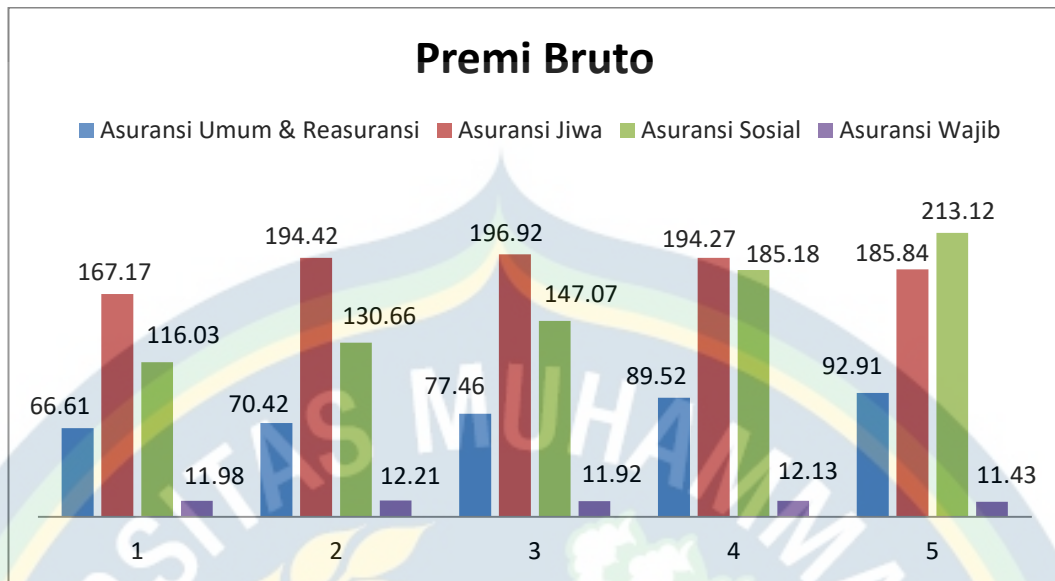 Premi Bruto
Asuransi Umum & Reasuransi Asuransi Jiwa Asuransi Sosial Asuransi Wajib
66.61 167.17 116.03 11.98
70.42 194.42 130.66 12.21
77.46 196.92 147.07 11.92
89.52 194.27 185.18 12.13
92.91 185.84 213.12 11.43
1 2 3 4 5
SITAS MUHAMMA